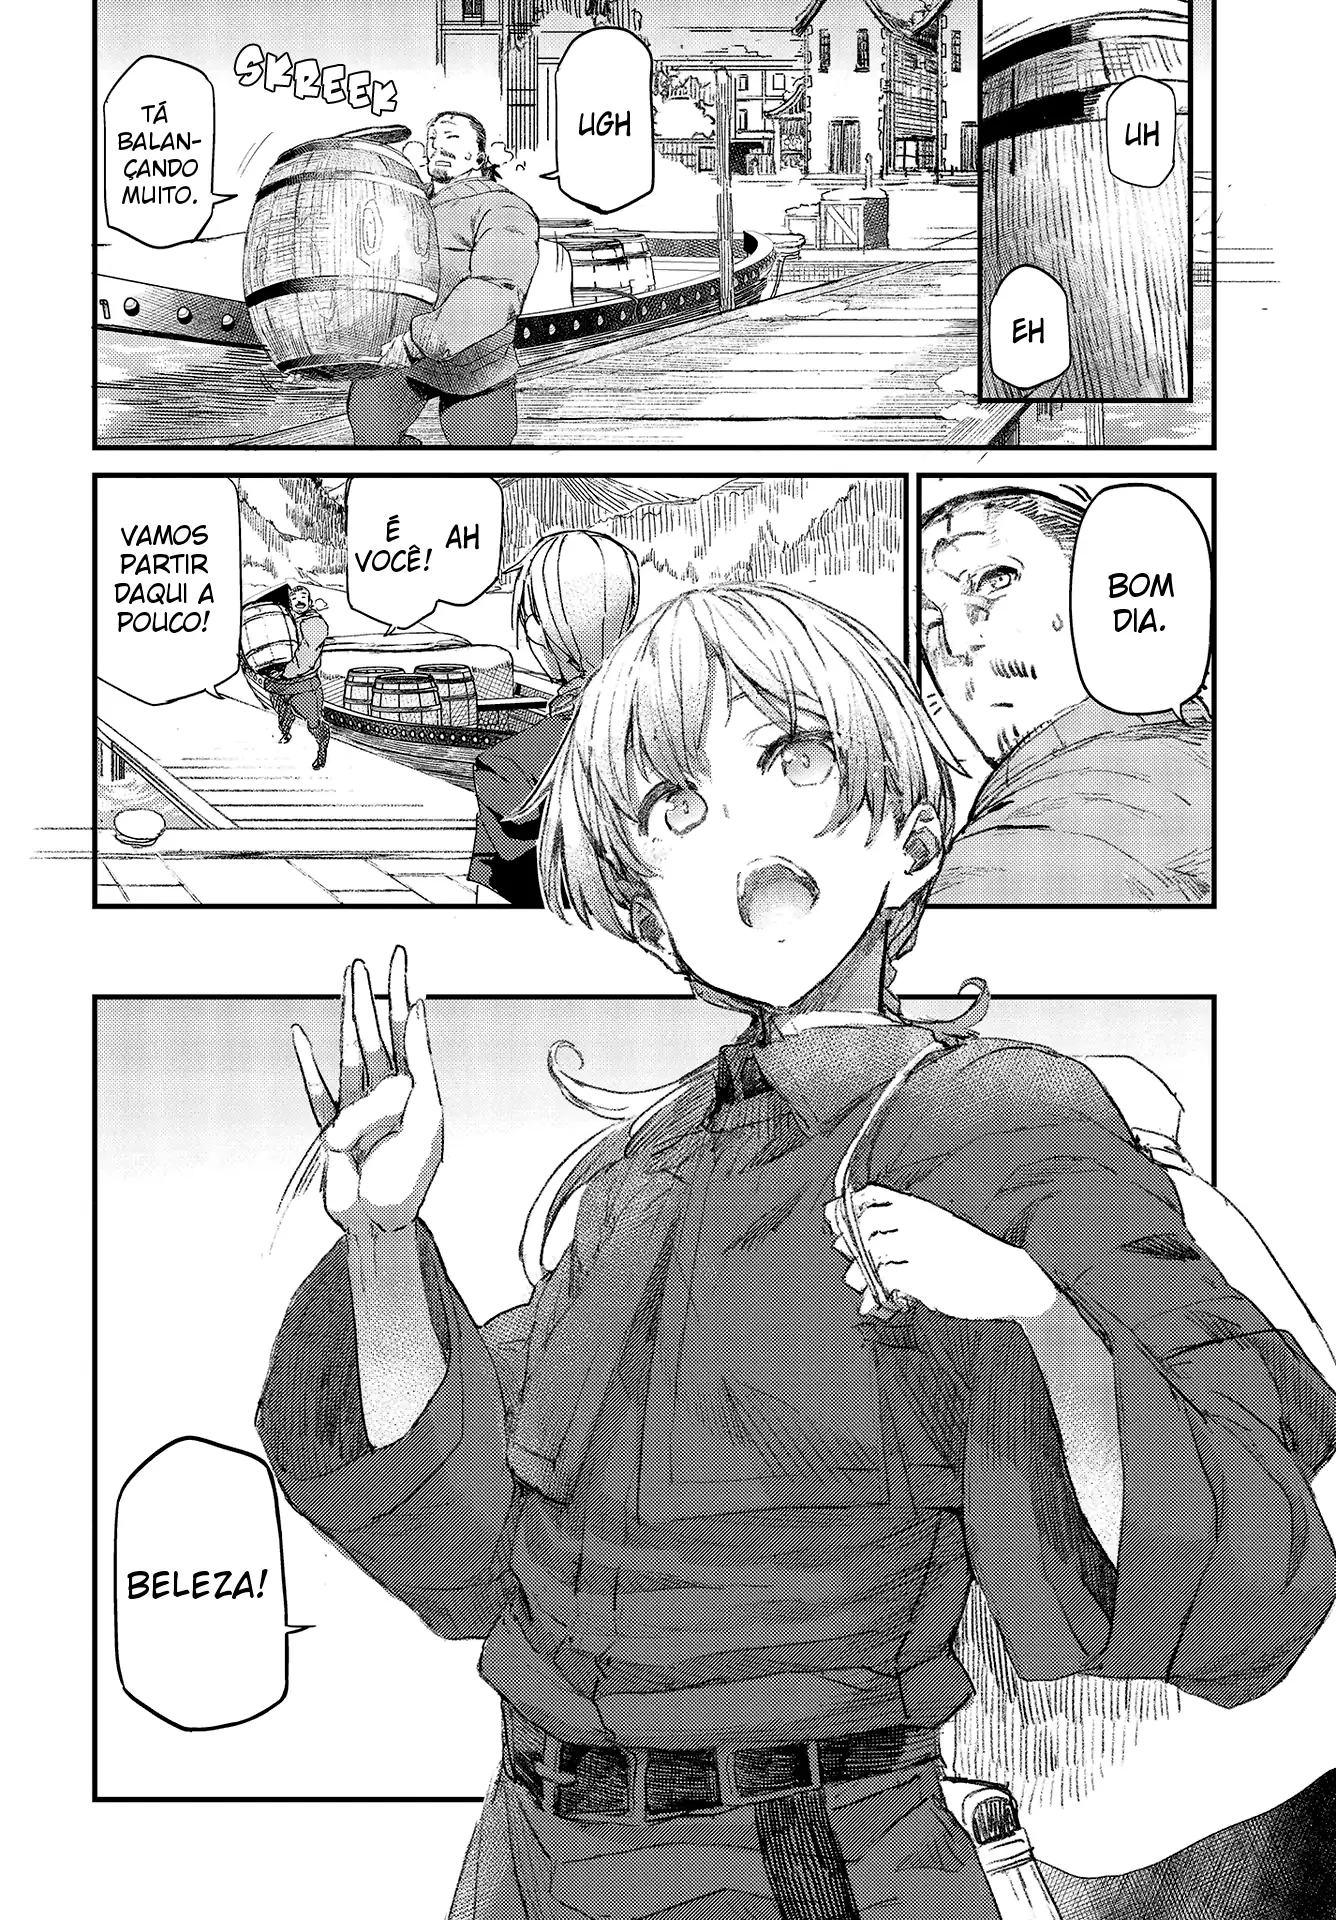 UH
EH
UGH
SKREEK
TÁ
BALAN-
ÇANDO
MUITO.
BOM
DIA.
AH
É
VOCÊ!
VAMOS
PARTIR
DAQUI A
POUCO!
BELEZA!